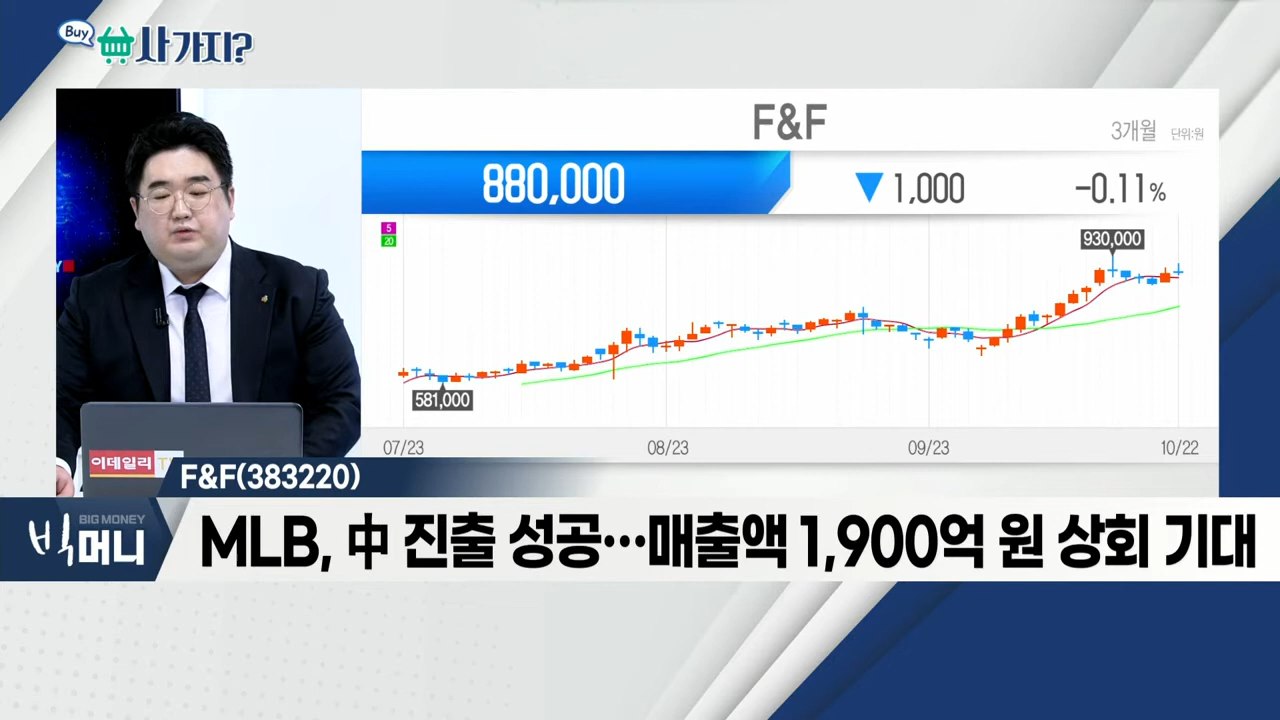 Buy 사가지?
F&F
3개월 단위:원
880,000 ▼ 1,000 -0.11%
5
20
930,000
581,000
07/23 08/23 09/23 10/22
이데일리 T
F&F(383220)
BIG MONEY
빅머니
MLB, 中 진출 성공…매출액 1,900억 원 상회 기대